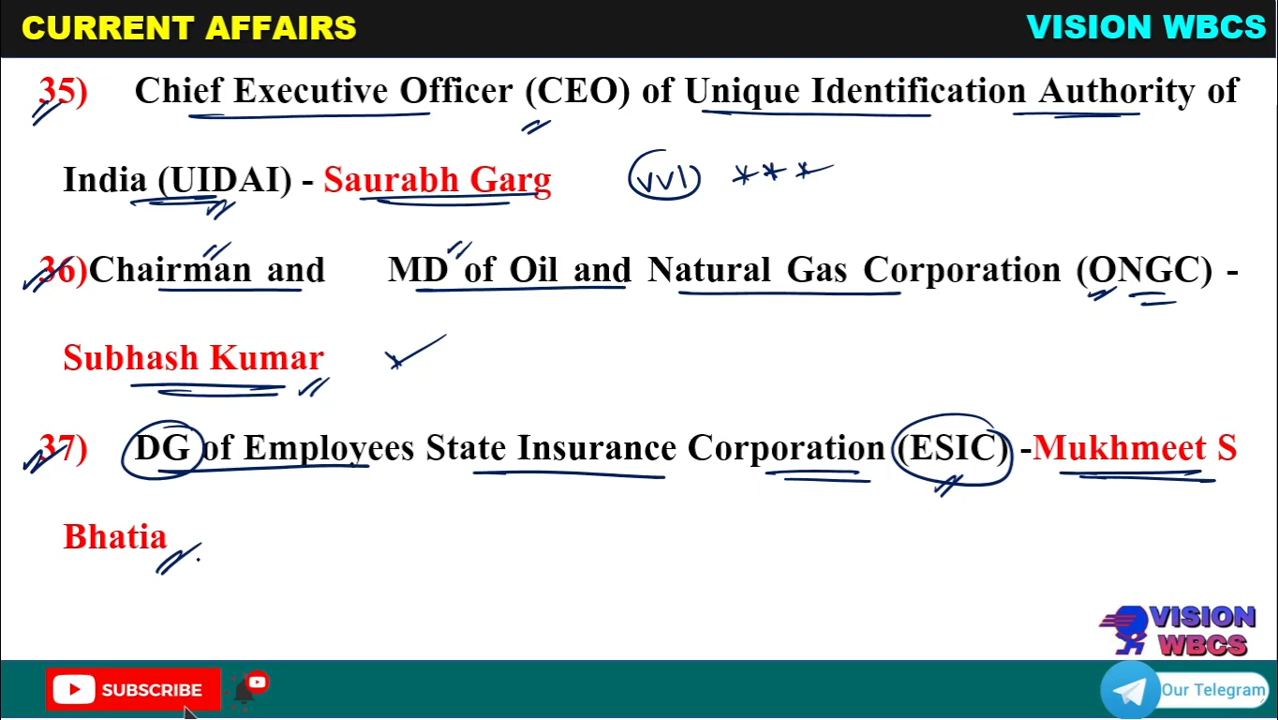 CURRENT AFFAIRS
VISION WBCS
35) Chief Executive Officer (CEO) of Unique Identification Authority of
India (UIDAI) - Saurabh Garg vvI ***
36)Chairman and MD of Oil and Natural Gas Corporation (ONGC) -
Subhash Kumar
37) DG of Employees State Insurance Corporation (ESIC) -Mukhmeet S
Bhatia
VISION
WBCS
SUBSCRIBE
Our Telegram